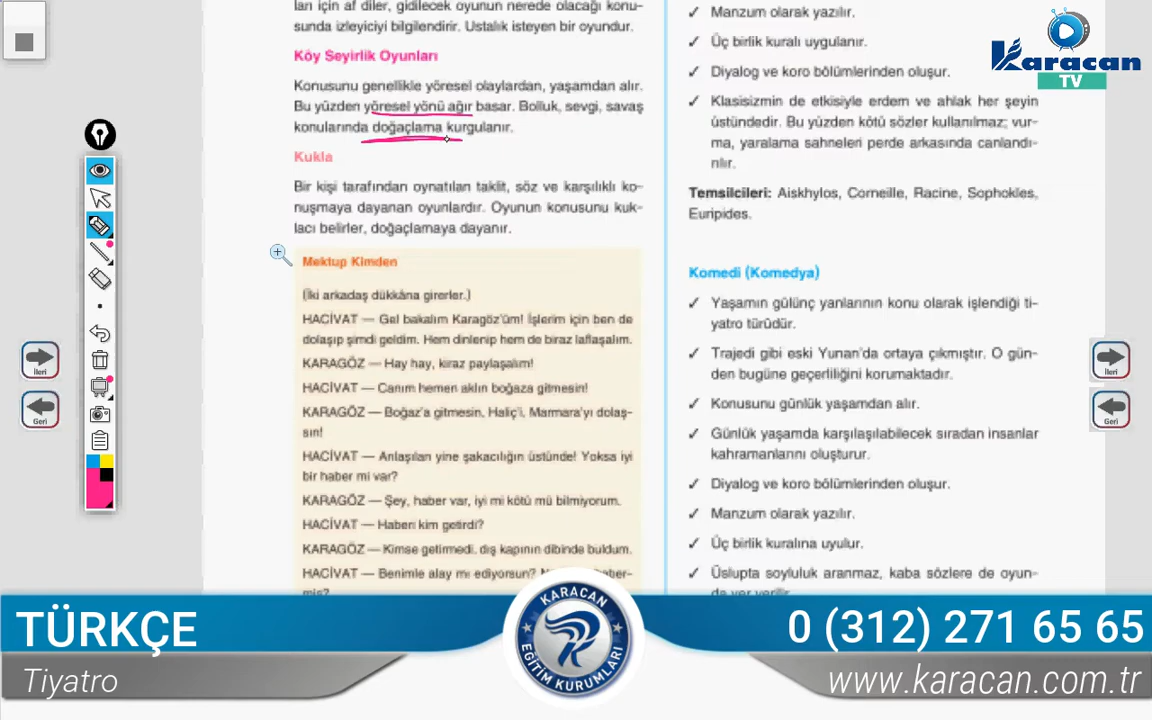 ları için af diler, gidilecek oyunun nerede olacağı konu-
sunda izleyiciyi bilgilendirir. Ustalık isteyen bir oyundur.
Köy Seyirlik Oyunları
Konusunu genellikle yöresel olaylardan, yaşamdan alır.
Bu yüzden yöresel yönü ağır basar. Bolluk, sevgi, savaş
konularında doğaçlama kurgulanır.
Kukla
Bir kişi tarafından oynatılan taklit, söz ve karşılıklı ko-
nuşmaya dayanan oyunlardır. Oyunun konusunu kuk-
lacı belirler, doğaçlamaya dayanır.
Mektup Kimden
(İki arkadaş dükkâna girerler.)
HACİVAT — Gel bakalım Karagöz'üm! İşlerim için ben de
dolaşıp şimdi geldim. Hem dinlenip hem de biraz laflaşalım.
KARAGÖZ — Hay hay, kiraz paylaşalım!
HACİVAT — Canım hemen aklın boğaza gitmesin!
KARAGÖZ — Boğaz'a gitmesin, Haliç'i, Marmara'yı dolaş-
sın!
HACİVAT — Anlaşılan yine şakacılığın üstünde! Yoksa iyi
bir haber mi var?
KARAGÖZ — Şey, haber var, iyi mi kötü mü bilmiyorum.
HACİVAT — Haberi kim getirdi?
KARAGÖZ — Kimse getirmedi, dış kapının dibinde buldum.
HACİVAT — Benimle alay mı ediyorsun?
Manzum olarak yazılır.
Üç birlik kuralı uygulanır.
Diyalog ve koro bölümlerinden oluşur.
Klasisizmin de etkisiyle erdem ve ahlak her şeyin
üstündedir. Bu yüzden kötü sözler kullanılmaz; vur-
ma, yaralama sahneleri perde arkasında canlandı-
rılır.
Temsilcileri: Aiskhylos, Corneille, Racine, Sophokles,
Euripides.
Komedi (Komedya)
Yaşamın gülünç yanlarının konu olarak işlendiği ti-
yatro türüdür.
Trajedi gibi eski Yunan'da ortaya çıkmıştır. O gün-
den bugüne geçerliliğini korumaktadır.
Konusunu günlük yaşamdan alır.
Günlük yaşamda karşılaşılabilecek sıradan insanlar
kahramanlarını oluşturur.
Diyalog ve koro bölümlerinden oluşur.
Manzum olarak yazılır.
Üç birlik kuralına uyulur.
Üslupta soyluluk aranmaz, kaba sözlere de oyun-
da yer verilir.
Karacan
TV
İleri
Geri
İleri
Geri
TÜRKÇE
Tiyatro
KARACAN
EĞİTİM KURUMLARI
0 (312) 271 65 65
www.karacan.com.tr